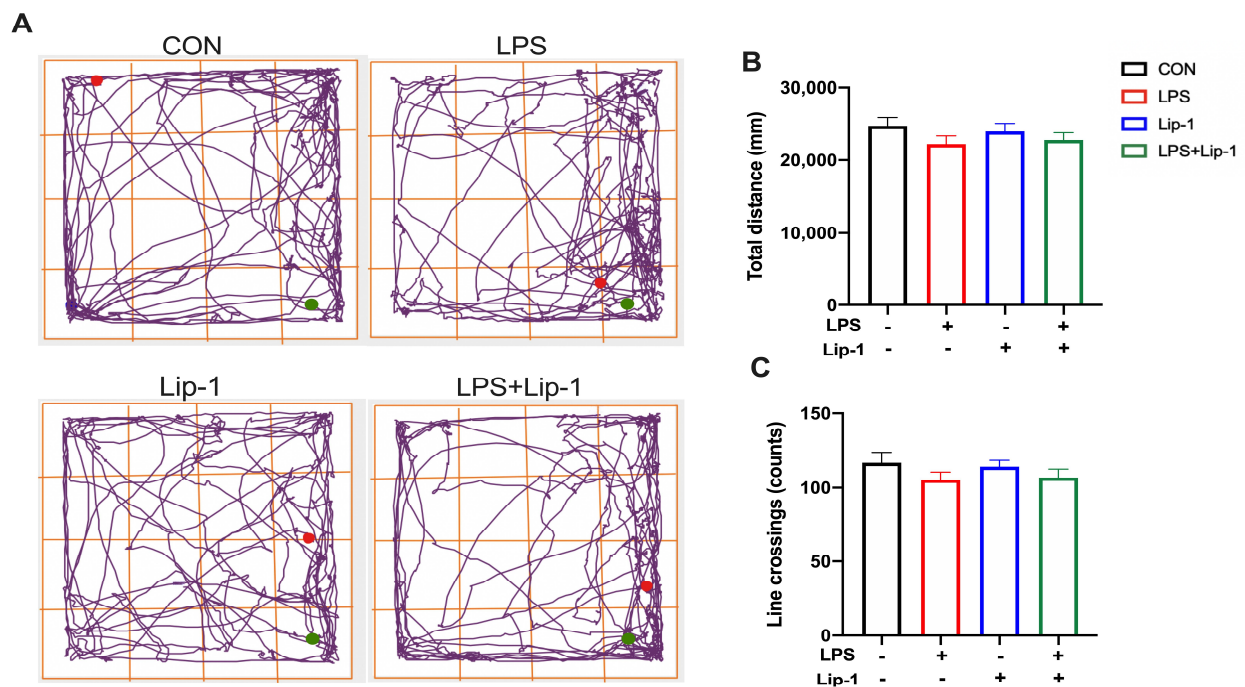 A
CON
LPS
Lip-1
LPS+Lip-1
B
Total distance (mm)
30,000
20,000
10,000
0
LPS - + - +
Lip-1 - - + +
CON
LPS
Lip-1
LPS+Lip-1
C
Line crossings (counts)
150
100
50
0
LPS - + - +
Lip-1 - - + +